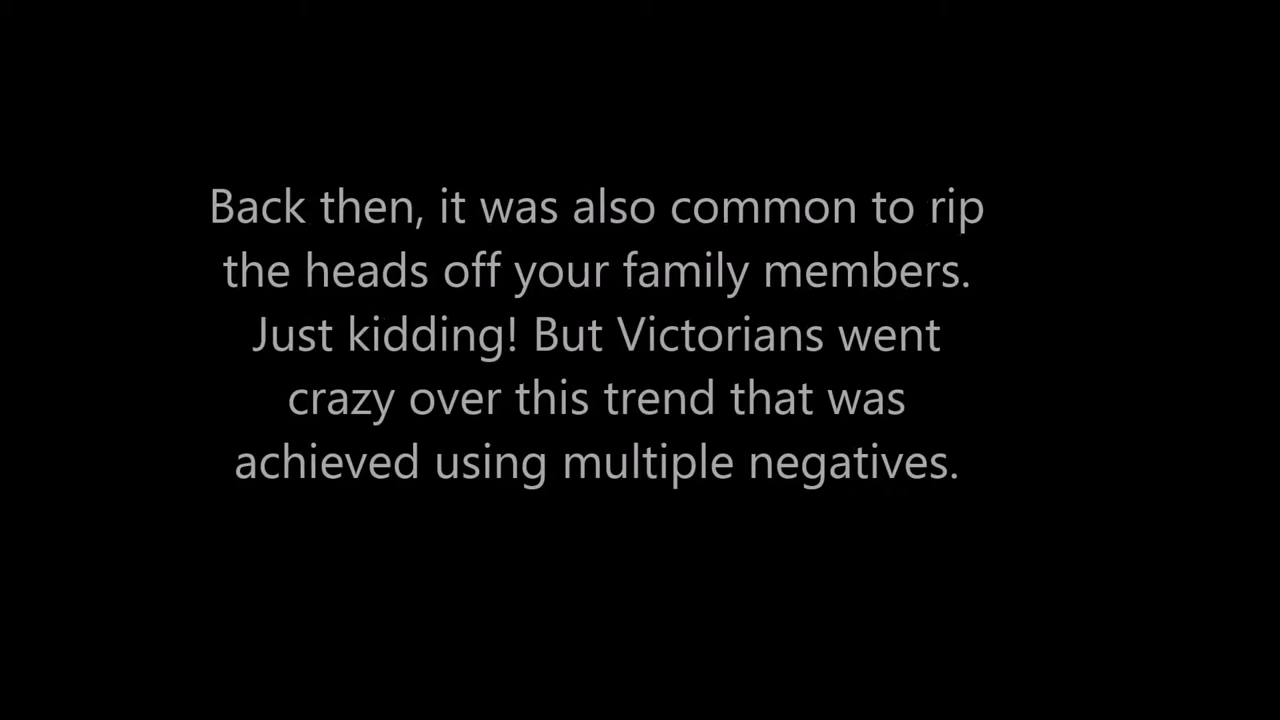 Back then, it was also common to rip
the heads off your family members.
Just kidding! But Victorians went
crazy over this trend that was
achieved using multiple negatives.